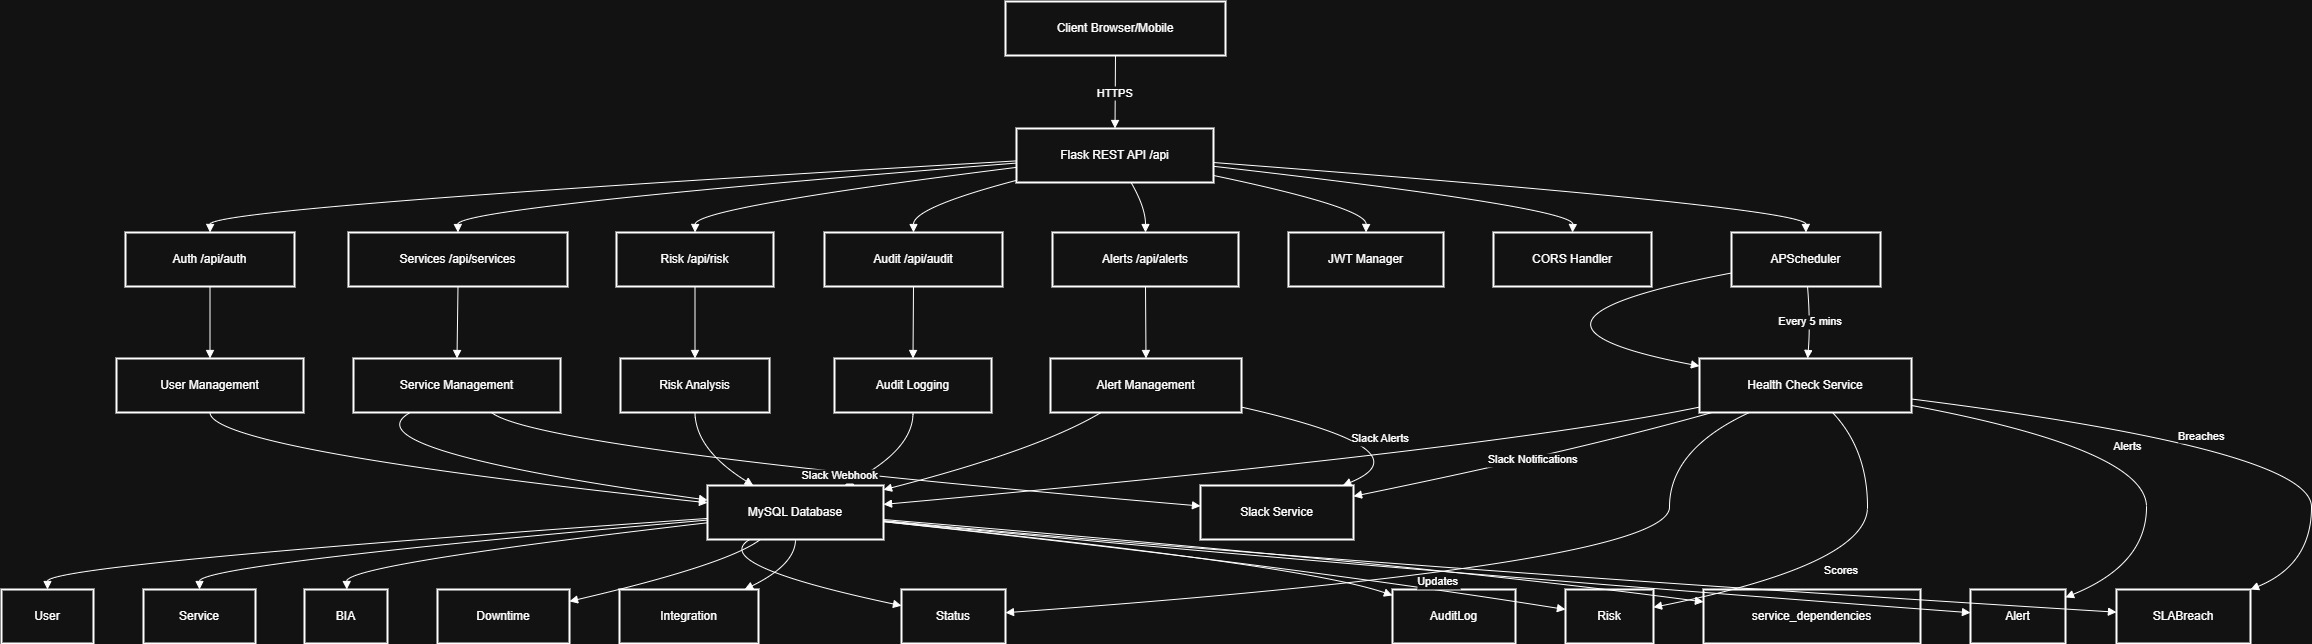 Client Browser/Mobile
HTTPS
Flask REST API /api
Auth /api/auth
Services /api/services
Risk /api/risk
Audit /api/audit
Alerts /api/alerts
JWT Manager
CORS Handler
APScheduler
Every 5 mins
User Management
Service Management
Risk Analysis
Audit Logging
Alert Management
Health Check Service
Slack Alerts
Breaches
Alerts
Slack Notifications
Slack Webhook
MySQL Database
Slack Service
Scores
Updates
User
Service
BIA
Downtime
Integration
Status
AuditLog
Risk
service_dependencies
Alert
SLABreach